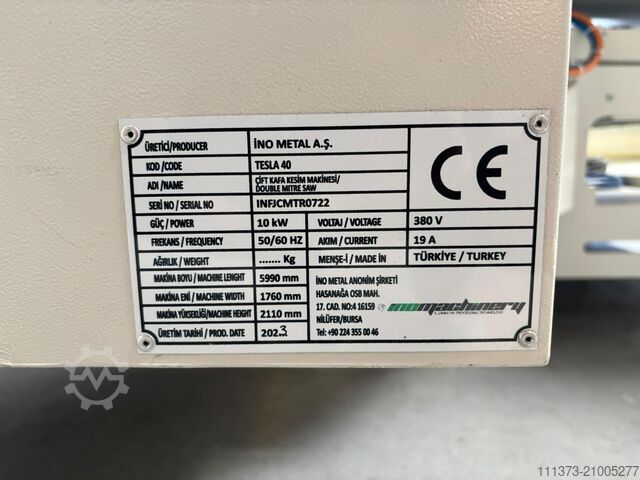 ÜRETİCİ/PRODUCER İNO METAL A.Ş.
KOD /CODE TESLA 40
ADI /NAME ÇİFT KAFA KESİM MAKİNESİ/
DOUBLE MITRE SAW
SERİ NO / SERIAL NO INFJCMTR0722
GÜÇ / POWER 10 kW VOLTAJ / VOLTAGE 380 V
FREKANS / FREQUENCY 50/60 HZ AKIM / CURRENT 19 A
AĞIRLIK / WEIGHT ....... Kg MENŞE-İ / MADE IN TÜRKİYE / TURKEY
MAKİNA BOYU / MACHINE LENGHT 5990 mm
MAKİNA ENİ / MACHINE WIDTH 1760 mm
MAKİNA YÜKSEKLİĞİ/MACHINE HEIGHT 2110 mm
ÜRETİM TARİHİ / PROD. DATE 2023
CE
İNO METAL ANONİM ŞİRKETİ
HASANAĞA OSB MAH.
17. CAD. NO:4 16159
NİLÜFER/BURSA
Tel: +90 224 355 00 46
inomachinery
111373-21005277